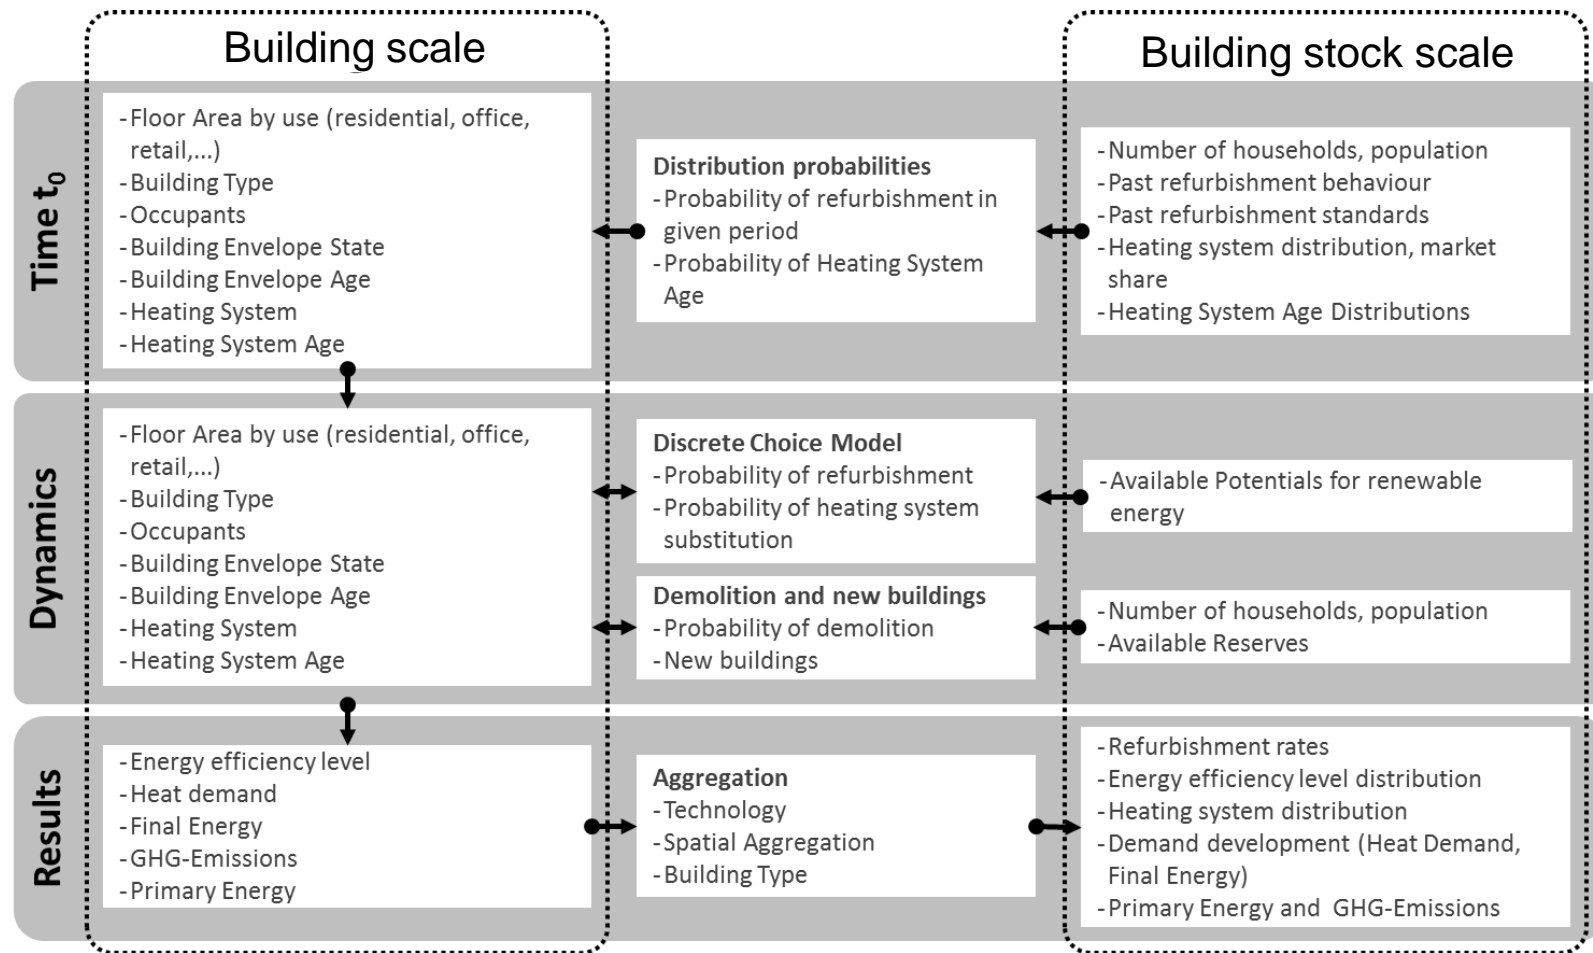 Building scale
Building stock scale
Time t0
-Floor Area by use (residential, office,
retail,...)
-Building Type
-Occupants
-Building Envelope State
-Building Envelope Age
-Heating System
-Heating System Age
Distribution probabilities
-Probability of refurbishment in
given period
-Probability of Heating System
Age
-Number of households, population
-Past refurbishment behaviour
-Past refurbishment standards
-Heating system distribution, market
share
-Heating System Age Distributions
Dynamics
-Floor Area by use (residential, office,
retail,...)
-Building Type
-Occupants
-Building Envelope State
-Building Envelope Age
-Heating System
-Heating System Age
Discrete Choice Model
-Probability of refurbishment
-Probability of heating system
substitution
-Available Potentials for renewable
energy
Demolition and new buildings
-Probability of demolition
-New buildings
-Number of households, population
-Available Reserves
Results
-Energy efficiency level
-Heat demand
-Final Energy
-GHG-Emissions
-Primary Energy
Aggregation
-Technology
-Spatial Aggregation
-Building Type
-Refurbishment rates
-Energy efficiency level distribution
-Heating system distribution
-Demand development (Heat Demand,
Final Energy)
-Primary Energy and GHG-Emissions